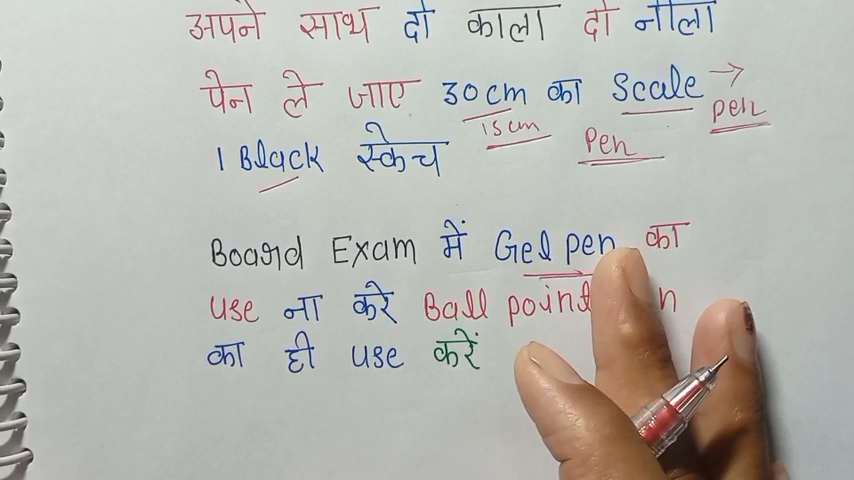 अपने साथ दो काला दो नीला
पेन ले जाए 30cm का Scale →
15cm pen
1 Black स्केच Pen
Board Exam में Gel pen का
use ना करे Ball point n
का ही use करें